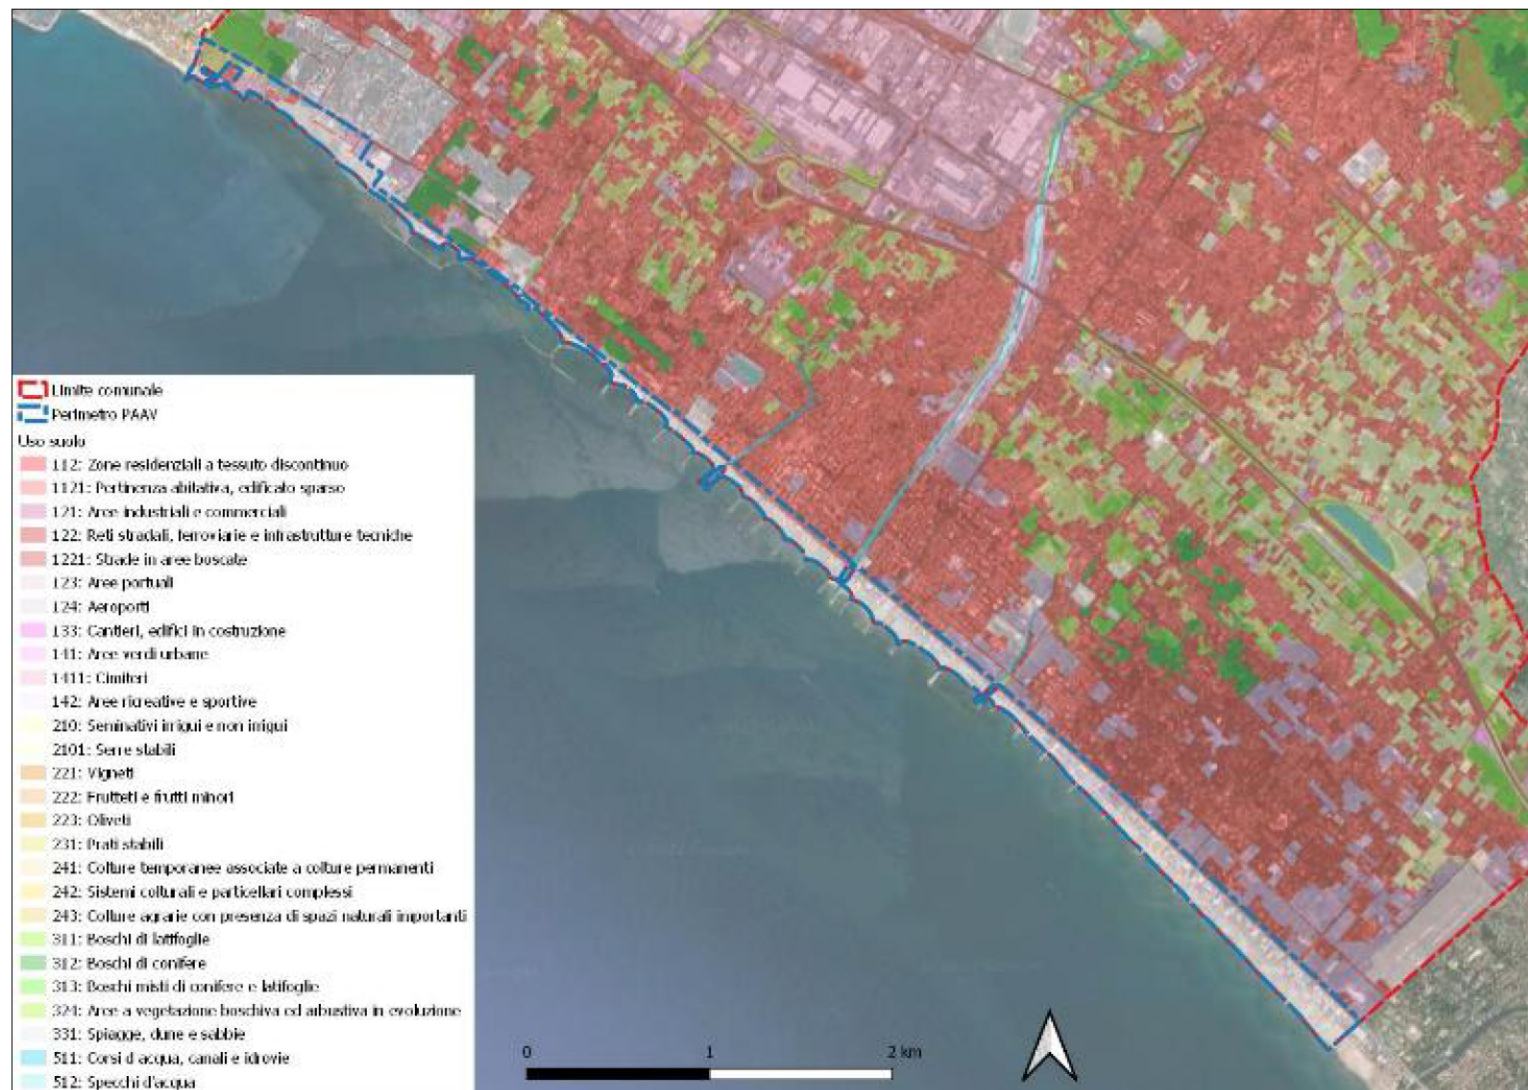 Limite comunale
Perimetro PAAV
Uso suolo
112: Zone residenziali a tessuto discontinuo
1121: Pertinenza abitativa, edificato sparso
121: Aree industriali e commerciali
122: Reti stradali, ferroviarie e infrastrutture tecniche
1221: Strade in aree boscate
123: Aree portuali
124: Aeroporti
133: Cantieri, edifici in costruzione
141: Aree verdi urbane
1411: Cimiteri
142: Aree ricreative e sportive
210: Seminativi irrigui e non irrigui
2101: Serre stabili
221: Vigneti
222: Frutteti e frutti minori
223: Oliveti
231: Prati stabili
241: Colture temporanee associate a colture permanenti
242: Sistemi colturali e particellari complessi
243: Colture agrarie con presenza di spazi naturali importanti
311: Boschi di latifoglie
312: Boschi di conifere
313: Boschi misti di conifere e latifoglie
324: Aree a vegetazione boschiva ed arbustiva in evoluzione
331: Spiagge, dune e sabbie
511: Corsi d acqua, canali e idrovie
512: Specchi d'acqua
0 1 2 km